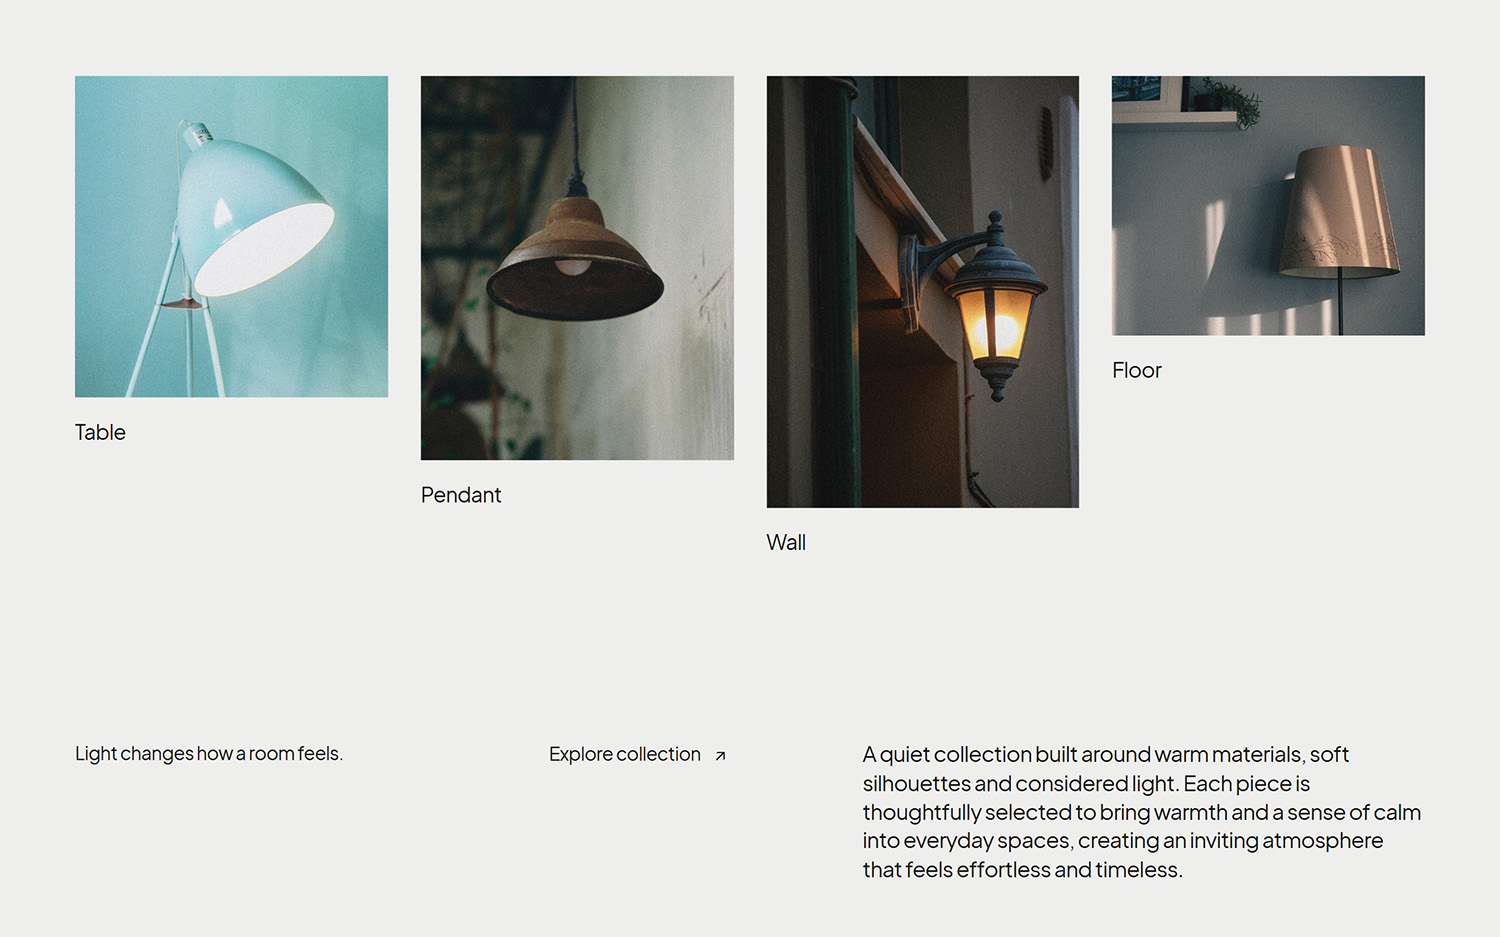 Table
Pendant
Wall
Floor
Light changes how a room feels.
Explore collection ↗
A quiet collection built around warm materials, soft
silhouettes and considered light. Each piece is
thoughtfully selected to bring warmth and a sense of calm
into everyday spaces, creating an inviting atmosphere
that feels effortless and timeless.